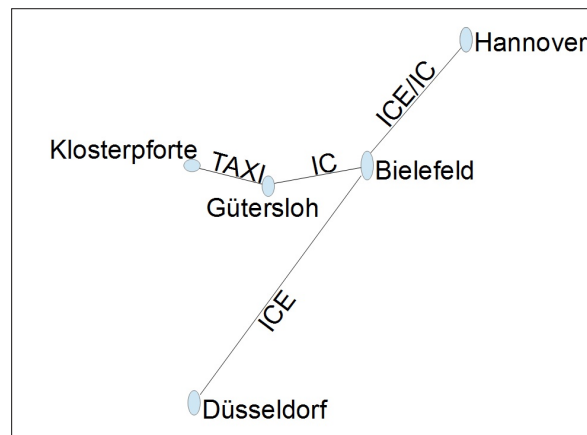 Hannover
ICE/IC
Klosterpforte
TAXI
IC
Bielefeld
Gütersloh
ICE
Düsseldorf